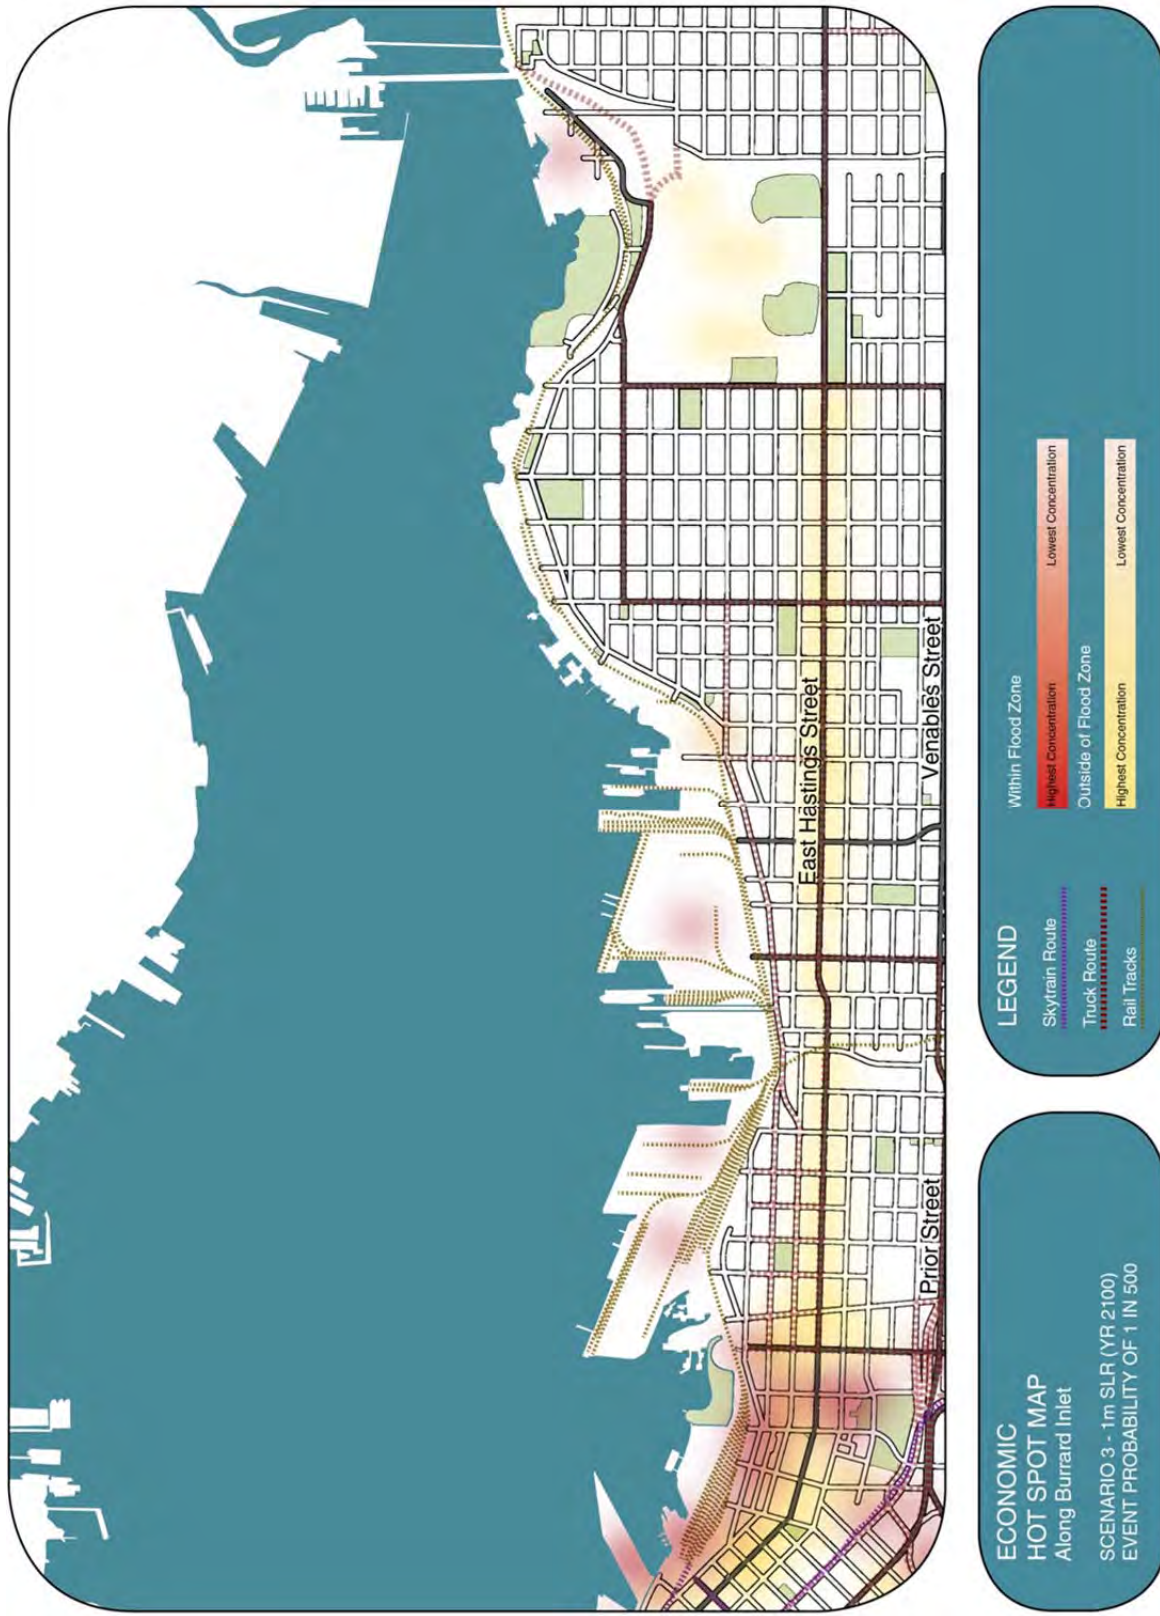 East Hastings Street
Venables Street
Prior Street
ECONOMIC
HOT SPOT MAP
Along Burrard Inlet
SCENARIO 3 - 1m SLR (YR 2100)
EVENT PROBABILITY OF 1 IN 500
LEGEND
Skytrain Route
Truck Route
Rail Tracks
Within Flood Zone
Highest Concentration Lowest Concentration
Outside of Flood Zone
Highest Concentration Lowest Concentration